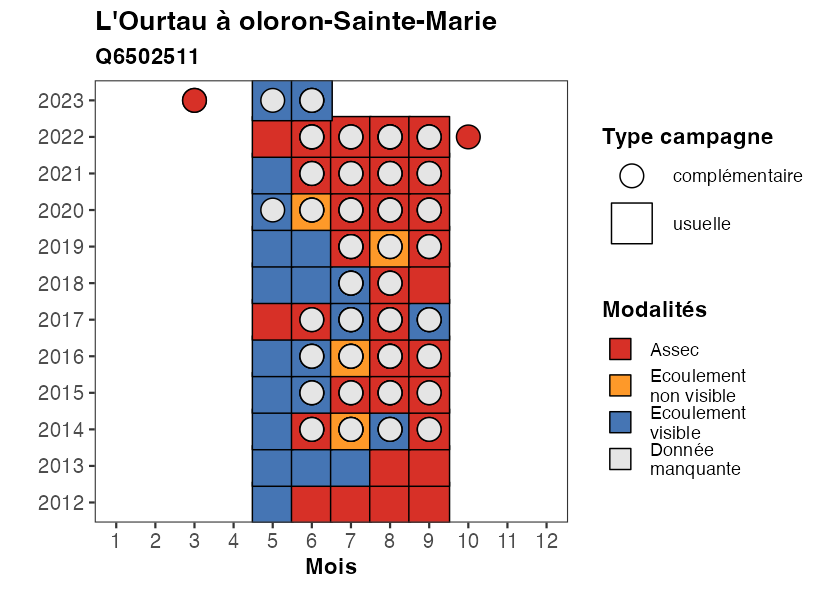 L'Ourtau à oloron-Sainte-Marie
Q6502511
2023
2022
2021
2020
2019
2018
2017
2016
2015
2014
2013
2012
1 2 3 4 5 6 7 8 9 10 11 12
Mois
Type campagne
complémentaire
usuelle
Modalités
Assec
Ecoulement
non visible
Ecoulement
visible
Donnée
manquante